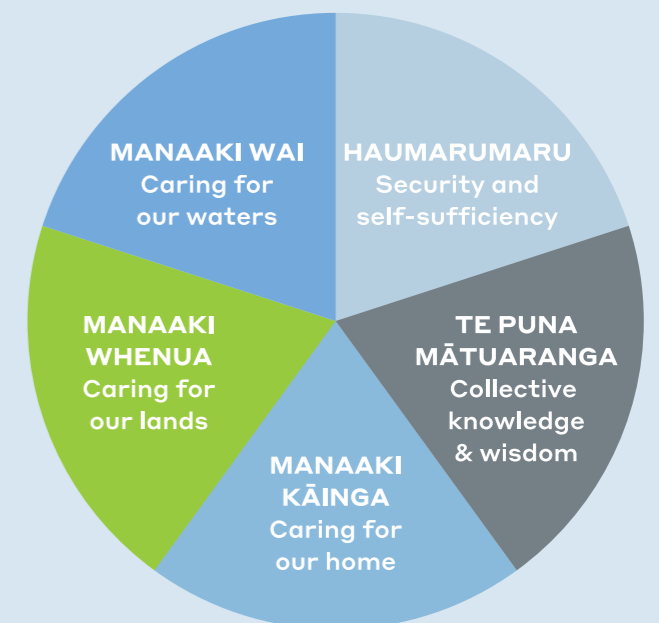 MANAAKI WAI
Caring for
our waters
HAUMARUMARU
Security and
self-sufficiency
TE PUNA
MĀTUARANGA
Collective
knowledge
& wisdom
MANAAKI
KĀINGA
Caring for
our home
MANAAKI
WHENUA
Caring for
our lands